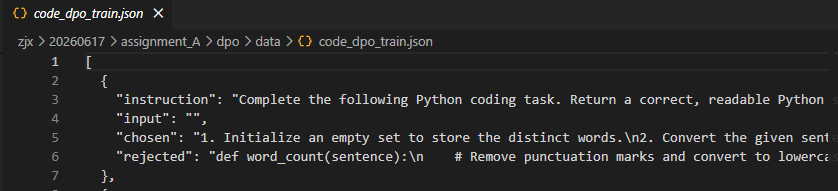 {} code_dpo_train.json ×
zjx > 20260617 > assignment_A > dpo > data > {} code_dpo_train.json
1 [
2 {
3 "instruction": "Complete the following Python coding task. Return a correct, readable Python
4 "input": "",
5 "chosen": "1. Initialize an empty set to store the distinct words.\n2. Convert the given sent
6 "rejected": "def word_count(sentence):\n    # Remove punctuation marks and convert to lowerca
7 },